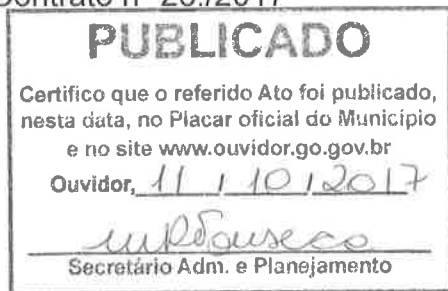 PUBLICADO
Certifico que o referido Ato foi publicado,
nesta data, no Placar oficial do Município
e no site www.ouvidor.go.gov.br
Ouvidor, 11 / 10 / 2017
Secretário Adm. e Planejamento